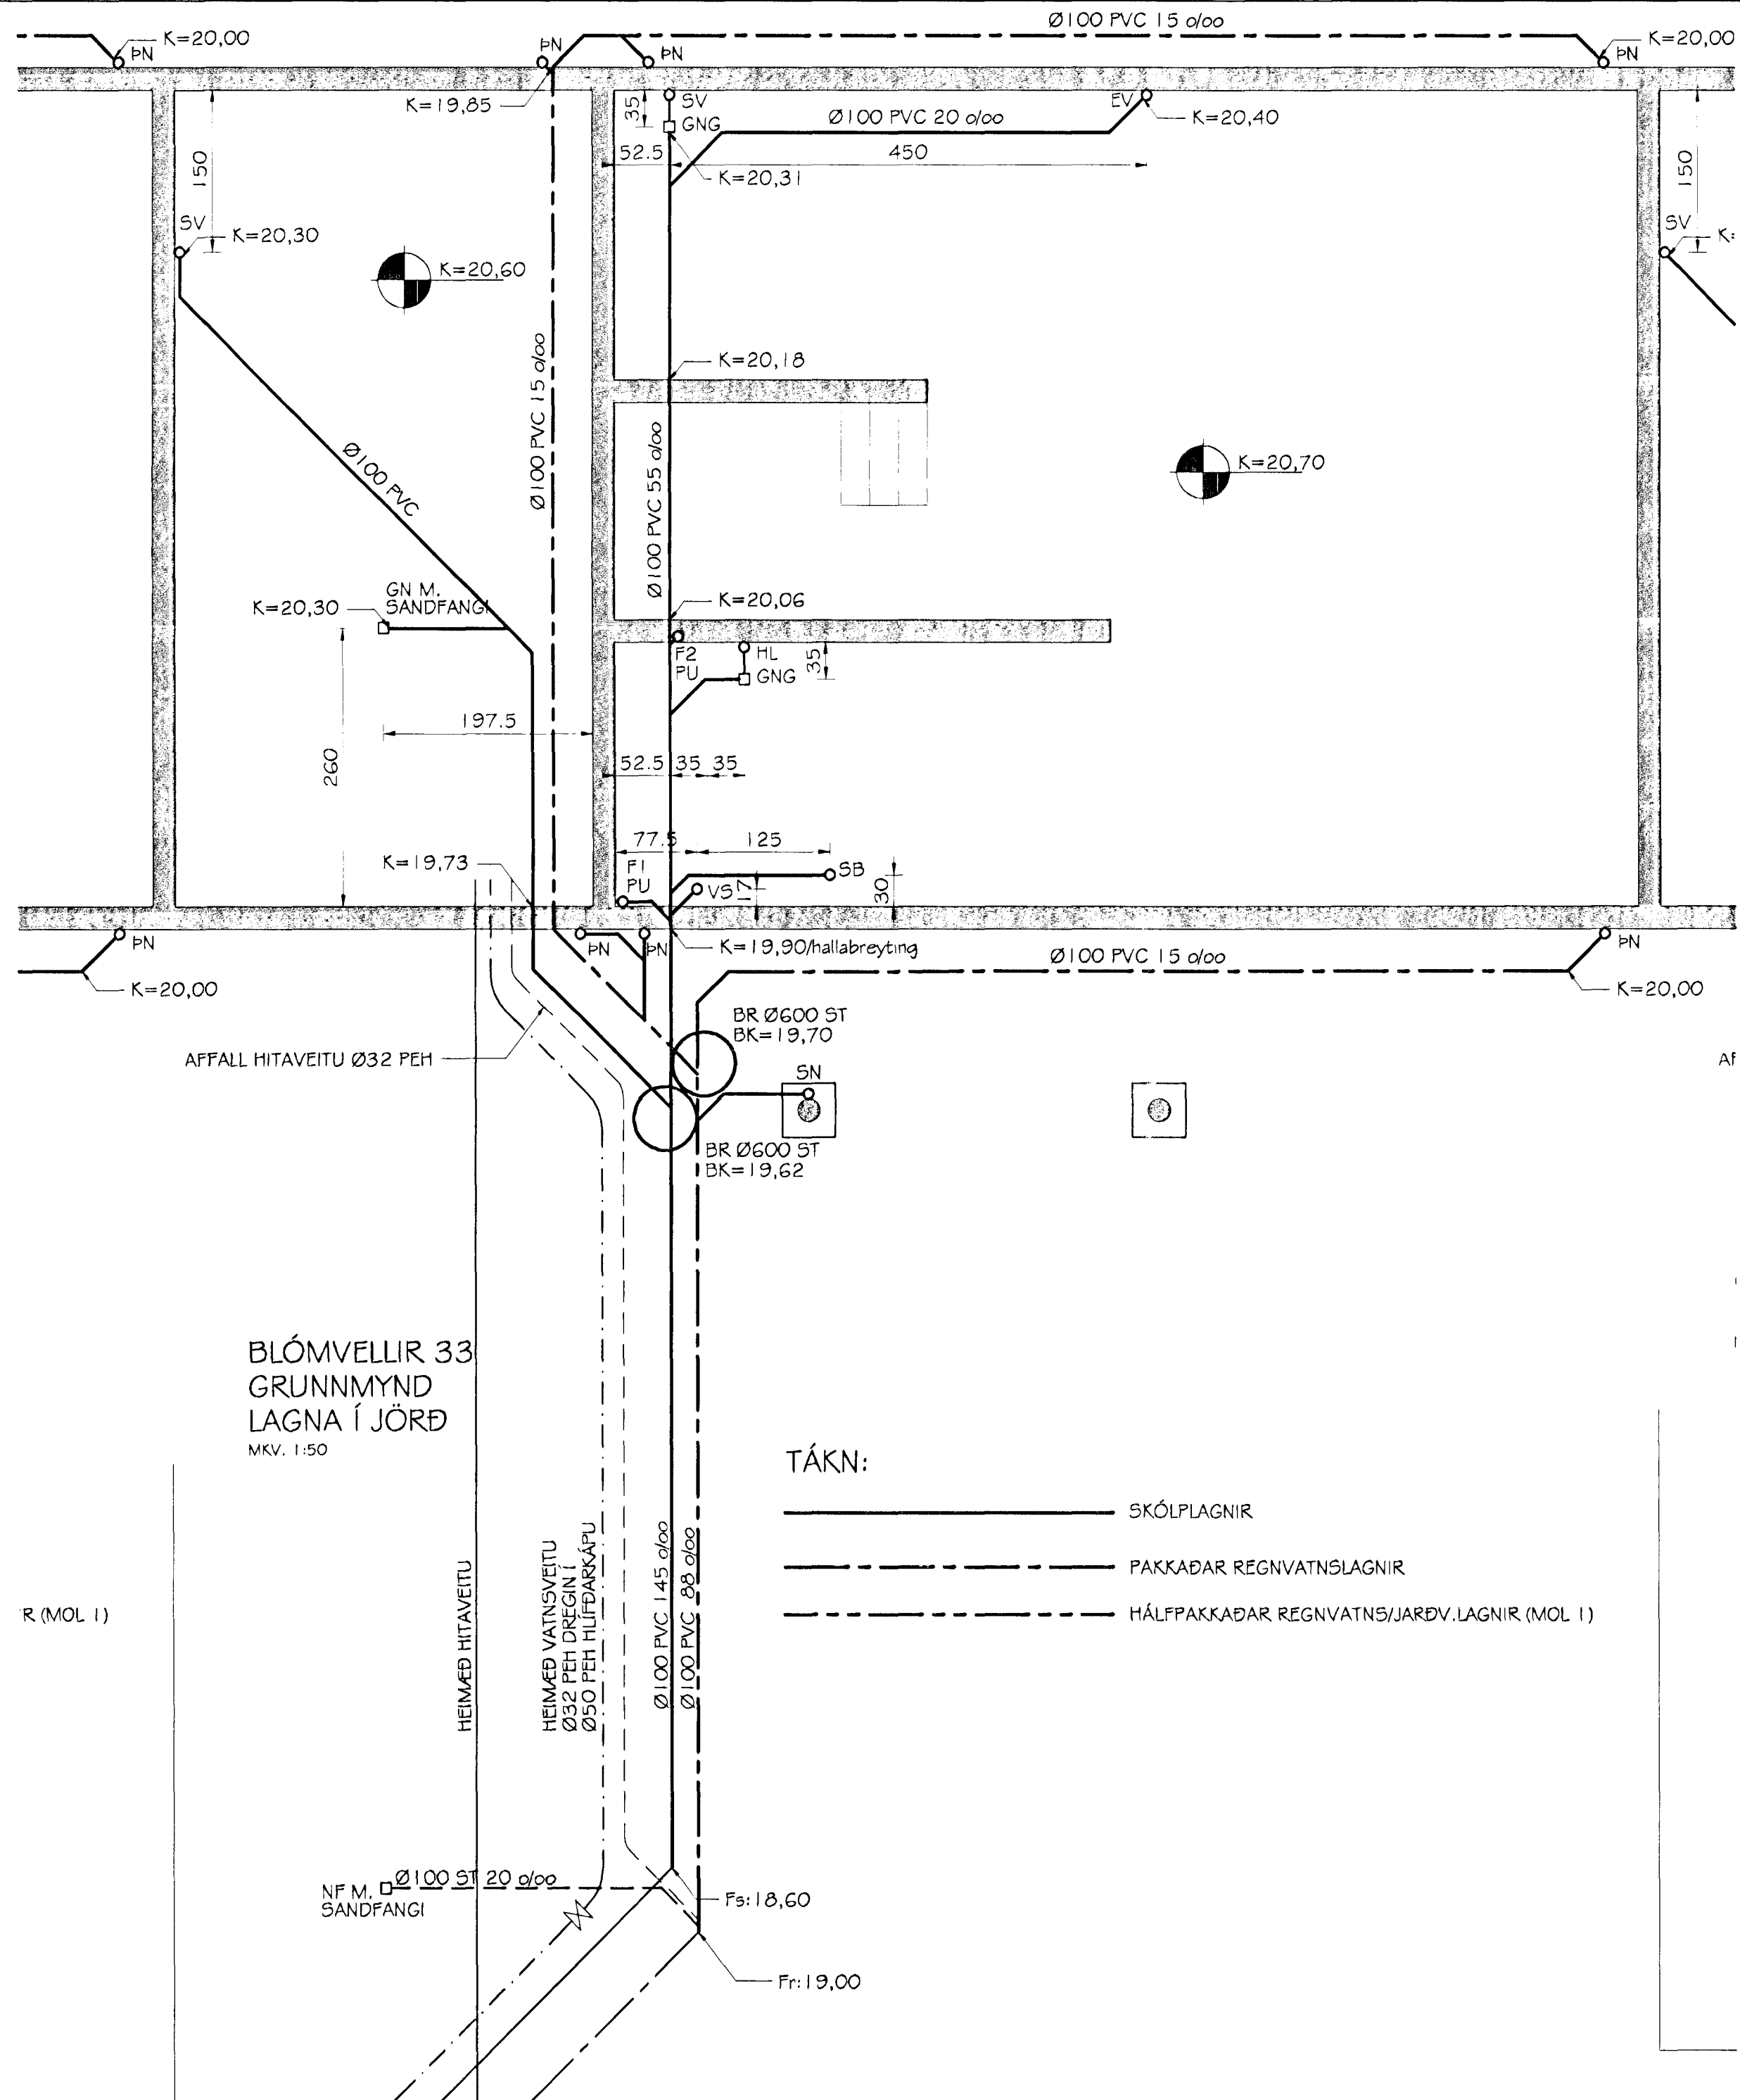 Ø100 PVC 15 o/oo
K=20,00
ÞN
ÞN
ÞN
K=20,00
ÞN
K=19,85
35
SV
GNG
Ø100 PVC 20 o/oo
EV
K=20,40
52.5
450
K=20,31
150
150
SV
K=20,30
SV
K=
K=20,60
Ø100 PVC 15 o/oo
K=20,18
Ø100 PVC
Ø100 PVC 55 o/oo
K=20,70
GN M.
SANDFANGI
K=20,30
K=20,06
F2
PU
HL
GNG
35
197.5
260
52.5
35
35
77.5
125
K=19,73
F1
PU
VS
17
SB
30
ÞN
ÞN
ÞN
K=19,90/hallabreyting
Ø100 PVC 15 o/oo
ÞN
K=20,00
K=20,00
BR Ø600 ST
BK=19,70
AFFALL HITAVEITU Ø32 PEH
AF
SN
BR Ø600 ST
BK=19,62
BLÓMVELLIR 33
GRUNNMYND
LAGNA Í JÖRÐ
MKV. 1:50
TÁKN:
SKÓLPLAGNIR
PAKKAÐAR REGNVATNSLAGNIR
HÁLFPAKKAÐAR REGNVATNS/JARÐV.LAGNIR (MOL 1)
R (MOL 1)
HEIMÆÐ HITAVEITU
HEIMÆÐ VATNSVEITU
Ø32 PEH DREGIN Í
Ø50 PEH HLÍFÐARKÁPU
Ø100 PVC 145 o/oo
Ø100 PVC 88 o/oo
NF M.
SANDFANGI
Ø100 ST 20 o/oo
Fs:18,60
Fr:19,00